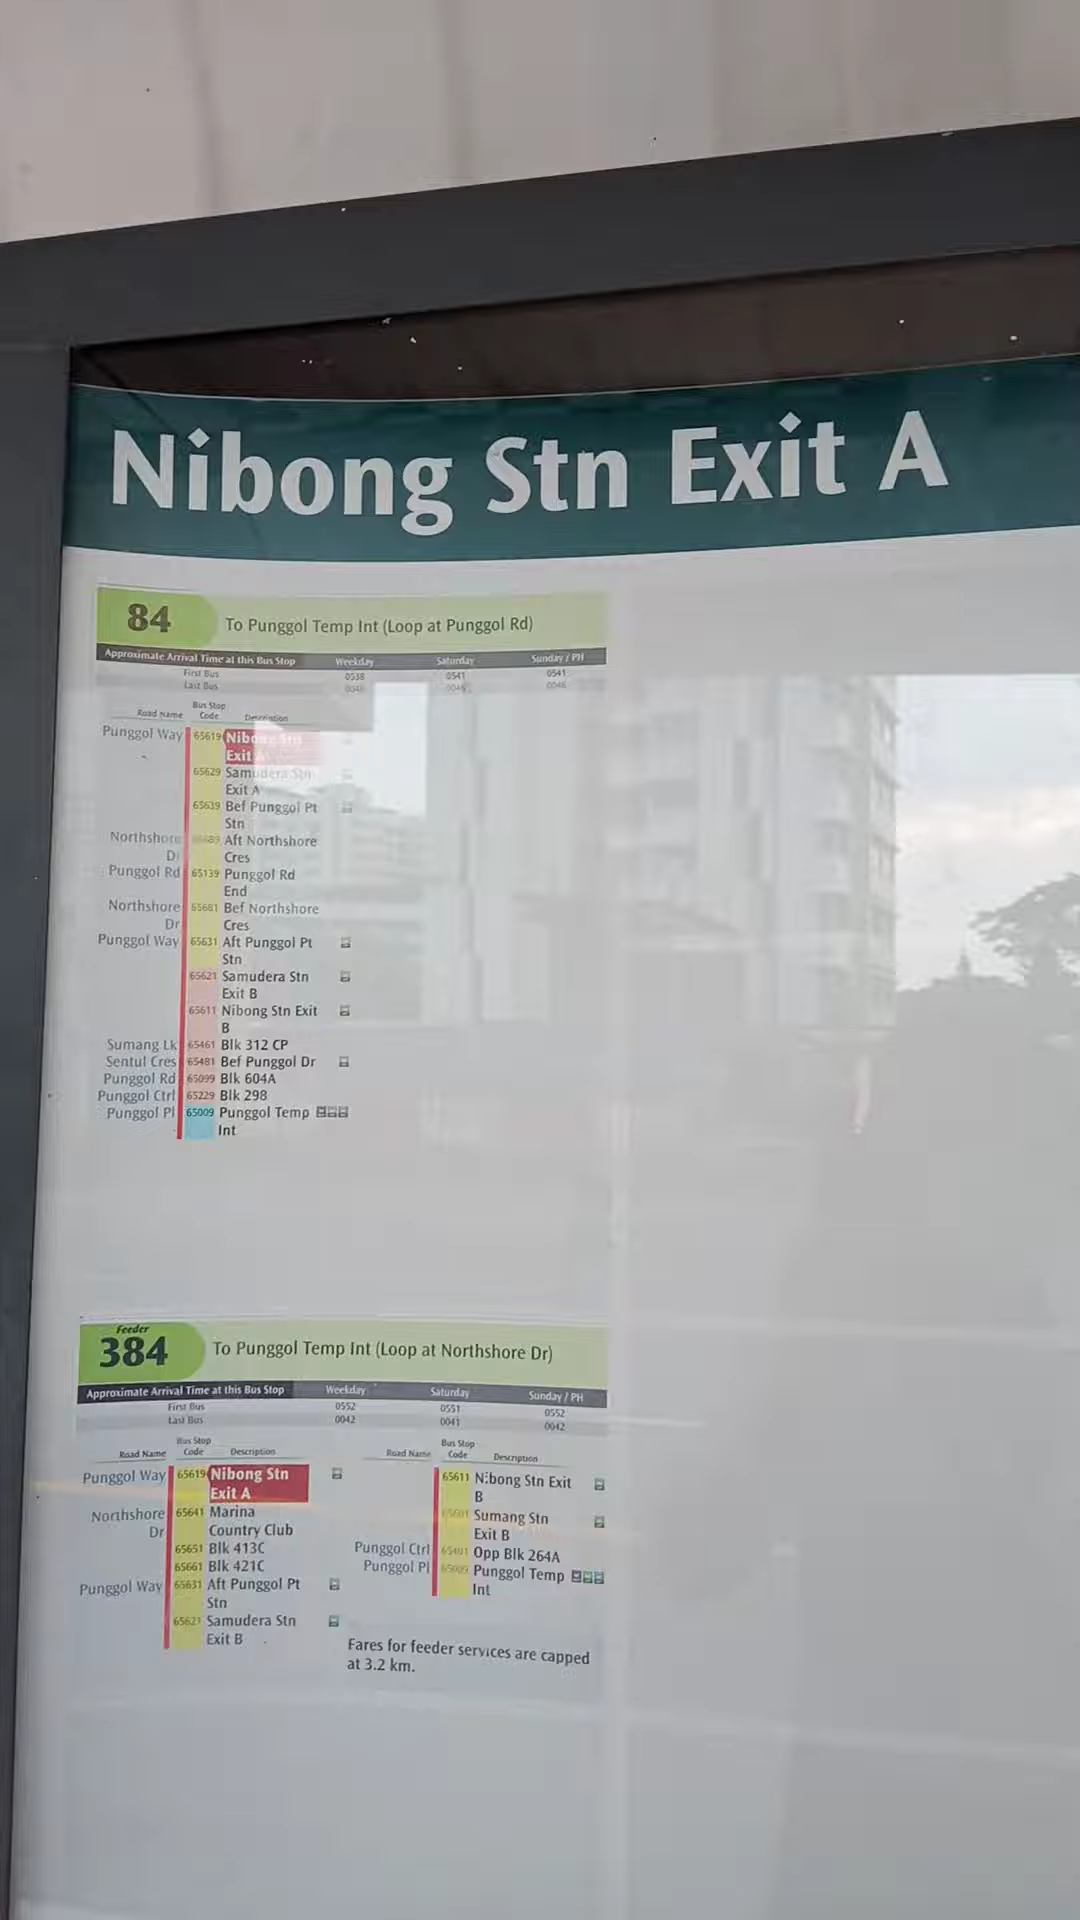 Nibong Stn Exit A
84 To Punggol Temp Int (Loop at Punggol Rd)
Approximate Arrival Time at this Bus Stop Weekday Saturday Sunday / PH
First Bus 0538 0541 0541
Last Bus
Road Name Bus Stop Code Description
Punggol Way 65619 Nibong Stn
Exit A
65629 Samudera Stn
Exit A
65639 Bef Punggol Pt
Stn
Northshore Aft Northshore
Dr Cres
Punggol Rd 65139 Punggol Rd
End
Northshore 65681 Bef Northshore
Dr Cres
Punggol Way 65631 Aft Punggol Pt
Stn
65621 Samudera Stn
Exit B
65611 Nibong Stn Exit
B
Sumang Lk 65461 Blk 312 CP
Sentul Cres 65481 Bef Punggol Dr
Punggol Rd 65099 Blk 604A
Punggol Ctrl 65229 Blk 298
Punggol Pl 65009 Punggol Temp
Int
Feeder
384 To Punggol Temp Int (Loop at Northshore Dr)
Approximate Arrival Time at this Bus Stop Weekday Saturday Sunday / PH
First Bus 0552 0551 0552
Last Bus 0042 0041 0042
Road Name Bus Stop Code Description
Punggol Way 65619 Nibong Stn
Exit A
Northshore 65641 Marina
Dr Country Club
65651 Blk 413C
65661 Blk 421C
Punggol Way 65631 Aft Punggol Pt
Stn
65621 Samudera Stn
Exit B
Road Name Bus Stop Code Description
65611 Nibong Stn Exit
B
Sumang Stn
Exit B
Punggol Ctrl Opp Blk 264A
Punggol Pl 65009 Punggol Temp
Int
Fares for feeder services are capped
at 3.2 km.